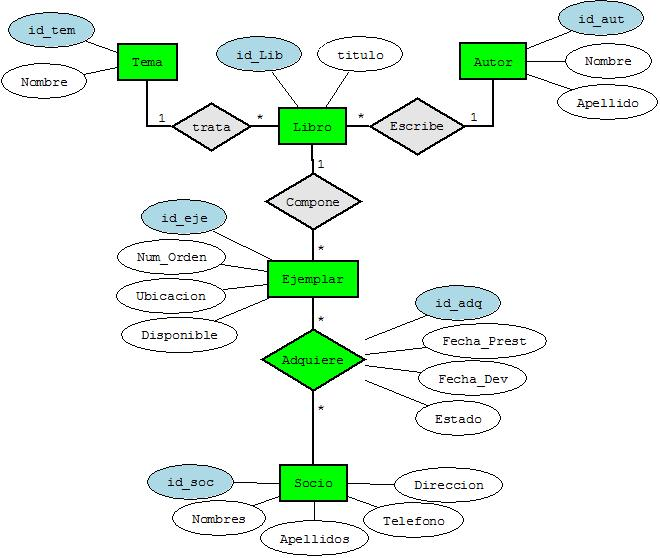 id_tem
id_aut
id_Lib
titulo
Tema
Autor
Nombre
Nombre
Apellido
1
*
*
1
trata
Libro
Escribe
1
Compone
id_eje
*
Num_Orden
Ejemplar
Ubicacion
id_adq
*
Disponible
Fecha_Prest
Adquiere
Fecha_Dev
*
Estado
id_soc
Socio
Direccion
Nombres
Telefono
Apellidos